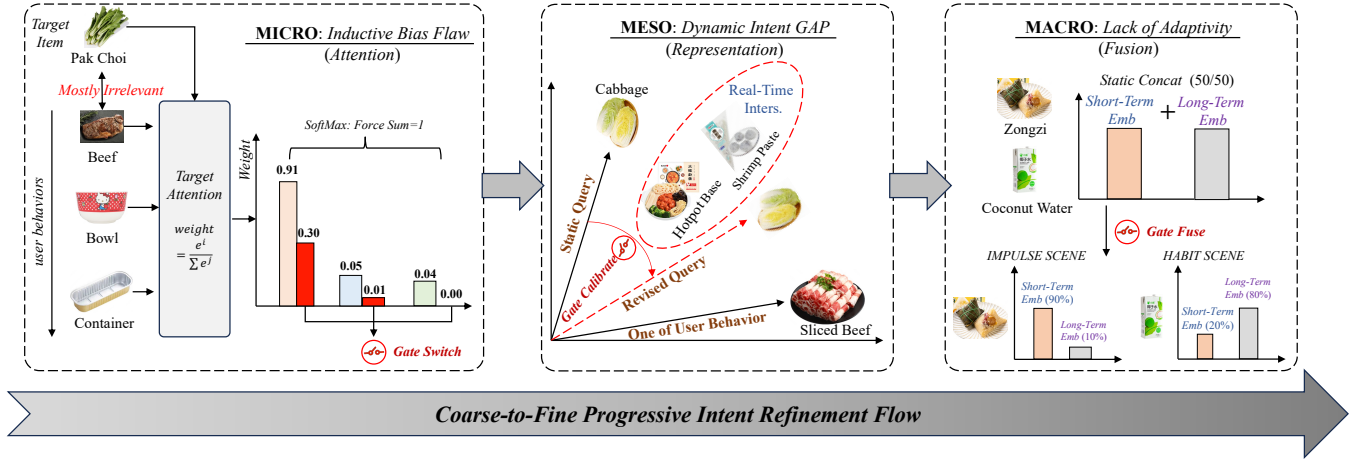 Target
Item
Pak Choi
Mostly Irrelevant
Beef
Bowl
Container
user behaviors
Target
Attention
weight
= e^i / ∑ e^j
MICRO: Inductive Bias Flaw
(Attention)
SoftMax: Force Sum=1
Weight
0.91
0.30
0.05
0.01
0.04
0.00
Gate Switch
MESO: Dynamic Intent GAP
(Representation)
Cabbage
Real-Time
Inters.
Shrimp Paste
Hotpot Base
Static Query
Gate Calibrate
Revised Query
One of User Behavior
Sliced Beef
MACRO: Lack of Adaptivity
(Fusion)
Static Concat (50/50)
Zongzi
Short-Term
Emb
+
Long-Term
Emb
Coconut Water
Gate Fuse
IMPULSE SCENE
Short-Term
Emb (90%)
Long-Term
Emb (10%)
HABIT SCENE
Long-Term
Emb (80%)
Short-Term
Emb (20%)
Coarse-to-Fine Progressive Intent Refinement Flow